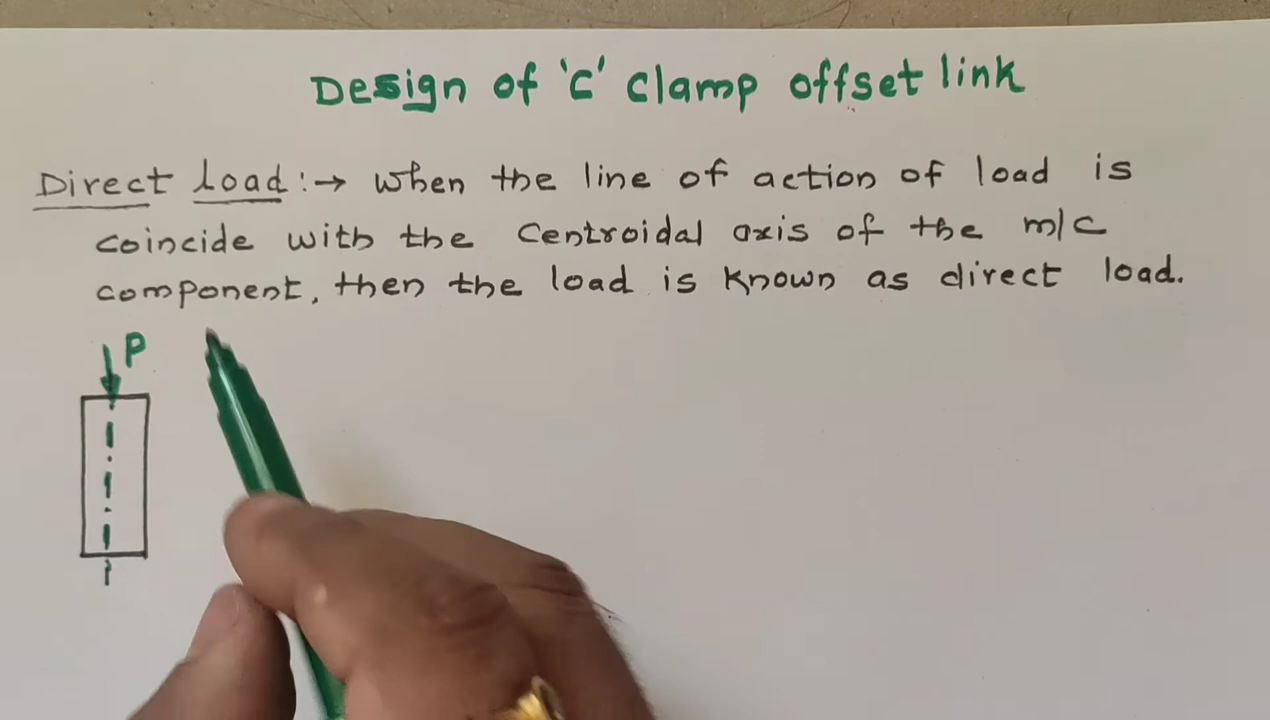 Design of 'C' clamp offset link
Direct load :→ when the line of action of load is
coincide with the centroidal axis of the m/c
component, then the load is known as direct load.
P